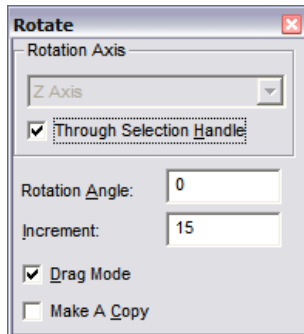 Rotate
Rotation Axis
Z Axis
Through Selection Handle
Rotation Angle: 0
Increment: 15
Drag Mode
Make A Copy